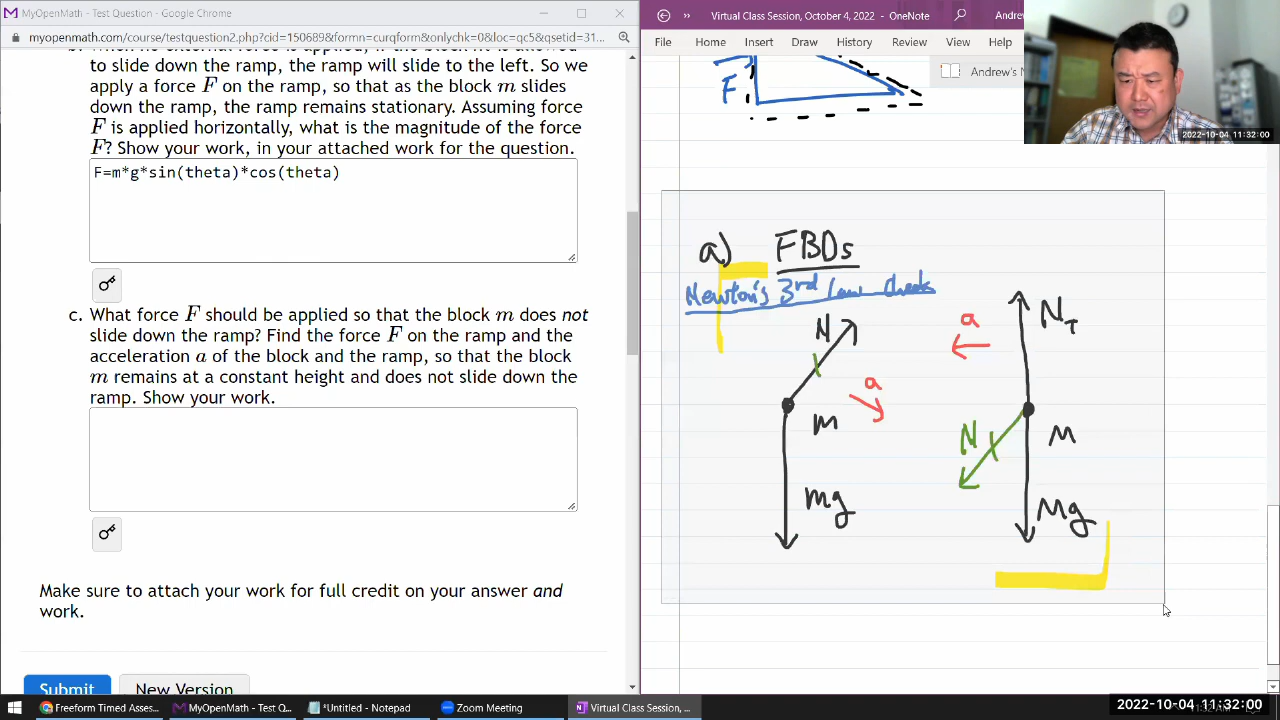 MyOpenMath - Test Question - Google Chrome
myopenmath.com/course/testquestion2.php?cid=150689&formn=curqform&onlychk=0&loc=qc5&qsetid=31...
to slide down the ramp, the ramp will slide to the left. So we
apply a force F on the ramp, so that as the block m slides
down the ramp, the ramp remains stationary. Assuming force
F is applied horizontally, what is the magnitude of the force
F? Show your work, in your attached work for the question.
F=m*g*sin(theta)*cos(theta)
c. What force F should be applied so that the block m does not
slide down the ramp? Find the force F on the ramp and the
acceleration a of the block and the ramp, so that the block
m remains at a constant height and does not slide down the
ramp. Show your work.
Make sure to attach your work for full credit on your answer and
work.
Submit
New Version
Virtual Class Session, October 4, 2022 - OneNote
Andrew
File Home Insert Draw History Review View Help
Andrew's N
2022-10-04 11:32:00
F
a) FBDs
Newton's 3rd Law Check
N
a
m
mg
a
N_T
N
M
Mg
Freeform Timed Asses...
MyOpenMath - Test Q...
*Untitled - Notepad
Zoom Meeting
Virtual Class Session, ...
2022-10-04 11:32:00